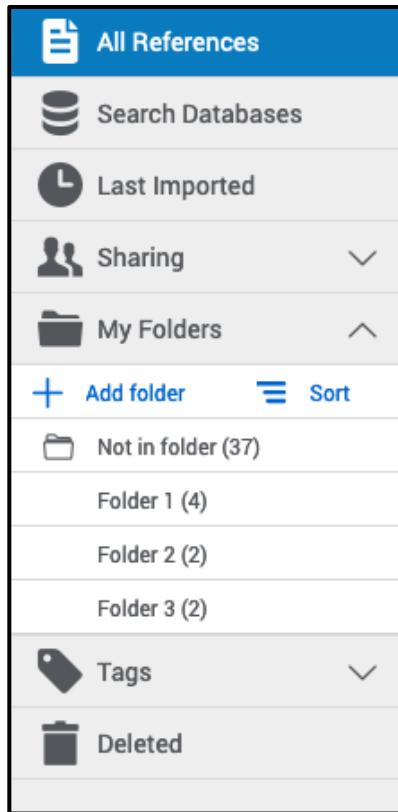 All References
Search Databases
Last Imported
Sharing
My Folders
Add folder Sort
Not in folder (37)
Folder 1 (4)
Folder 2 (2)
Folder 3 (2)
Tags
Deleted